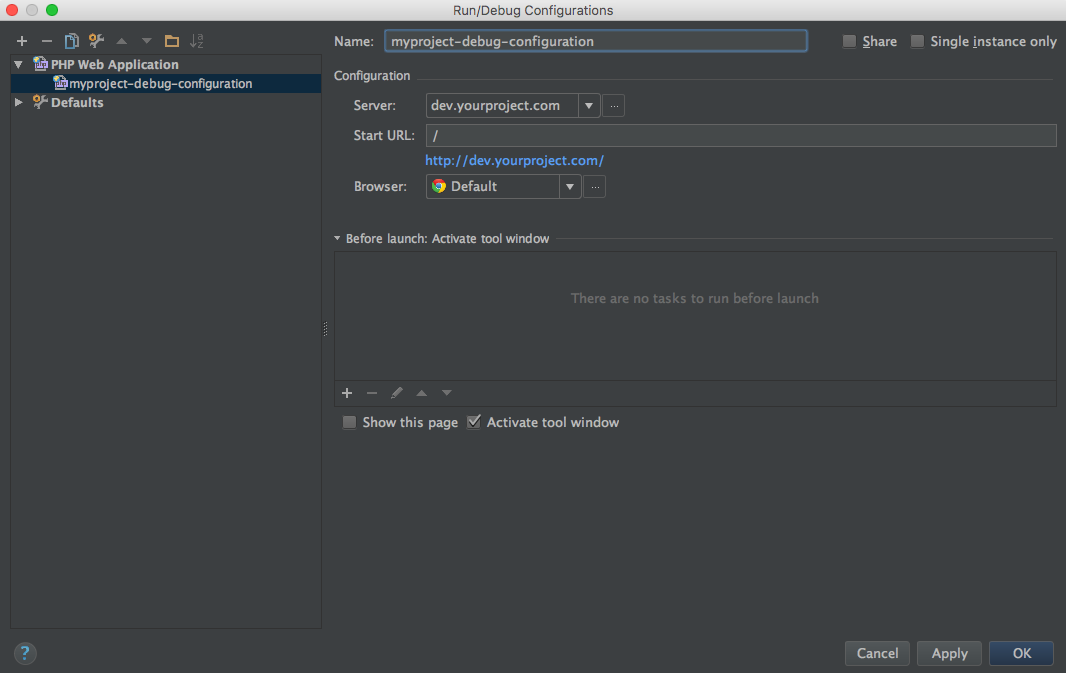 Run/Debug Configurations
Name: myproject-debug-configuration Share Single instance only
PHP Web Application
myproject-debug-configuration
Defaults
Configuration
Server: dev.yourproject.com ...
Start URL: /
http://dev.yourproject.com/
Browser: Default ...
Before launch: Activate tool window
There are no tasks to run before launch
Show this page Activate tool window
? Cancel Apply OK